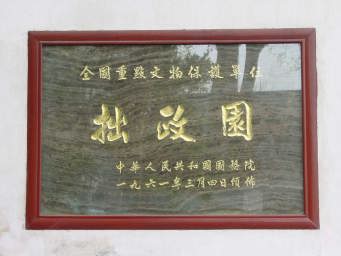 全國重點文物保護單位
拙政園
中華人民共和國國務院
一九六一年三月四日頒佈